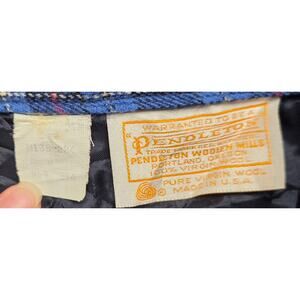 WARRANTED TO BE A
"PENDLETON"
PENDLETON WOOLEN MILLS
PORTLAND, OREGON
100% VIRGIN WOOL
PURE VIRGIN WOOL
MADE IN U.S.A.